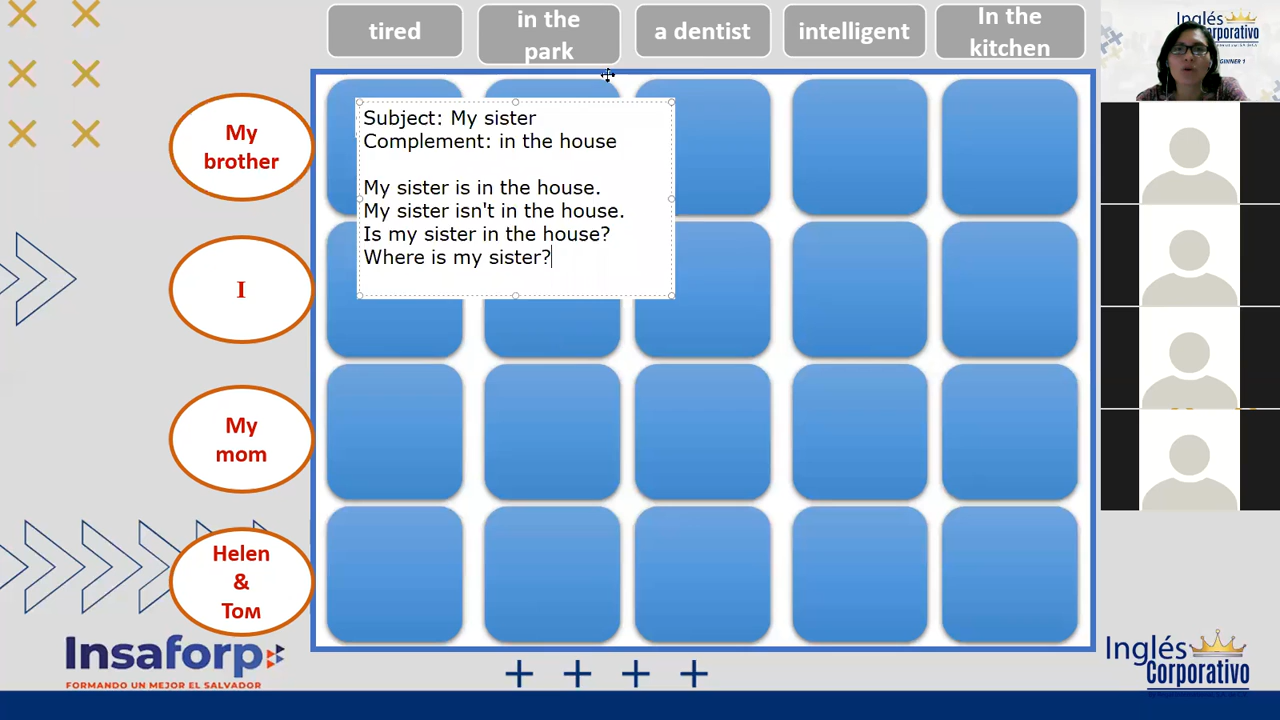 tired
in the
park
a dentist
intelligent
In the
kitchen
Inglés
Corporativo
My
brother
Subject: My sister
Complement: in the house
My sister is in the house.
My sister isn't in the house.
Is my sister in the house?
Where is my sister?
I
My
mom
Helen
&
Tom
Insaforp
FORMANDO UN MEJOR EL SALVADOR
Inglés
Corporativo